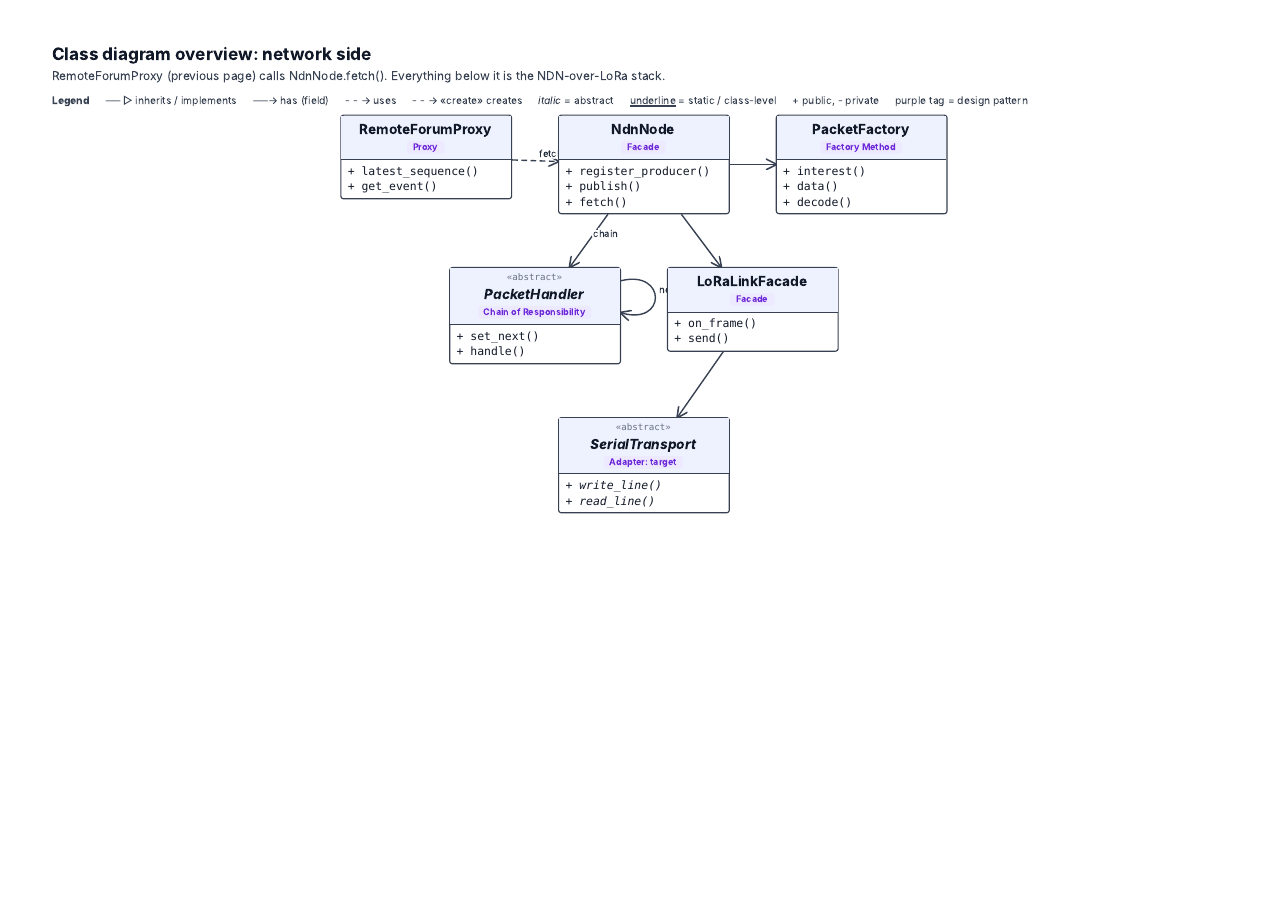 Class diagram overview: network side
RemoteForumProxy (previous page) calls NdnNode.fetch(). Everything below it is the NDN-over-LoRa stack.
Legend —▷ inherits / implements —→ has (field) - - → uses - - → «create» creates italic = abstract underline = static / class-level + public, - private purple tag = design pattern
RemoteForumProxy
Proxy
+ latest_sequence()
+ get_event()
fetc
NdnNode
Facade
+ register_producer()
+ publish()
+ fetch()
PacketFactory
Factory Method
+ interest()
+ data()
+ decode()
chain
«abstract»
PacketHandler
Chain of Responsibility
+ set_next()
+ handle()
LoRaLinkFacade
Facade
+ on_frame()
+ send()
«abstract»
SerialTransport
Adapter: target
+ write_line()
+ read_line()